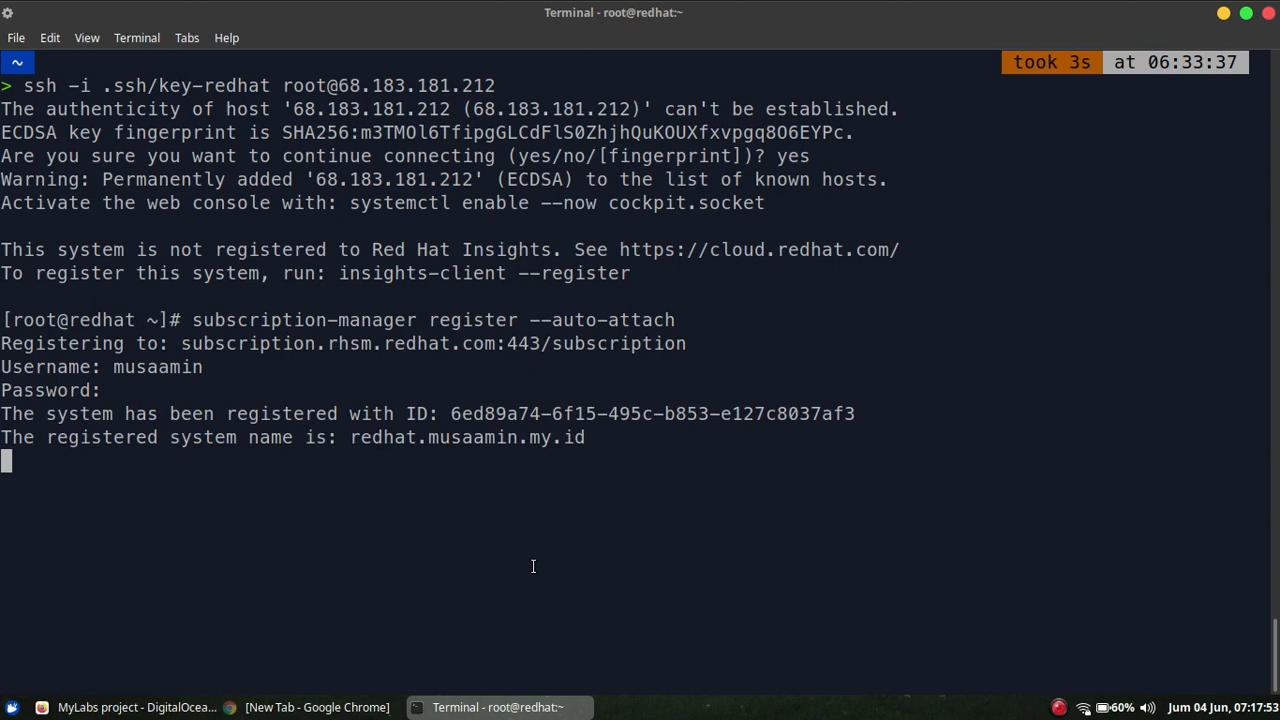 Terminal - root@redhat:~
File Edit View Terminal Tabs Help
~ took 3s at 06:33:37
> ssh -i .ssh/key-redhat root@68.183.181.212
The authenticity of host '68.183.181.212 (68.183.181.212)' can't be established.
ECDSA key fingerprint is SHA256:m3TMOl6TfipgGLCdFlS0ZhjhQuKOUXfxvpgq8O6EYPc.
Are you sure you want to continue connecting (yes/no/[fingerprint])? yes
Warning: Permanently added '68.183.181.212' (ECDSA) to the list of known hosts.
Activate the web console with: systemctl enable --now cockpit.socket
This system is not registered to Red Hat Insights. See https://cloud.redhat.com/
To register this system, run: insights-client --register
[root@redhat ~]# subscription-manager register --auto-attach
Registering to: subscription.rhsm.redhat.com:443/subscription
Username: musaamin
Password:
The system has been registered with ID: 6ed89a74-6f15-495c-b853-e127c8037af3
The registered system name is: redhat.musaamin.my.id
MyLabs project - DigitalOcea... [New Tab - Google Chrome] Terminal - root@redhat:~ 60% Jum 04 Jun, 07:17:53